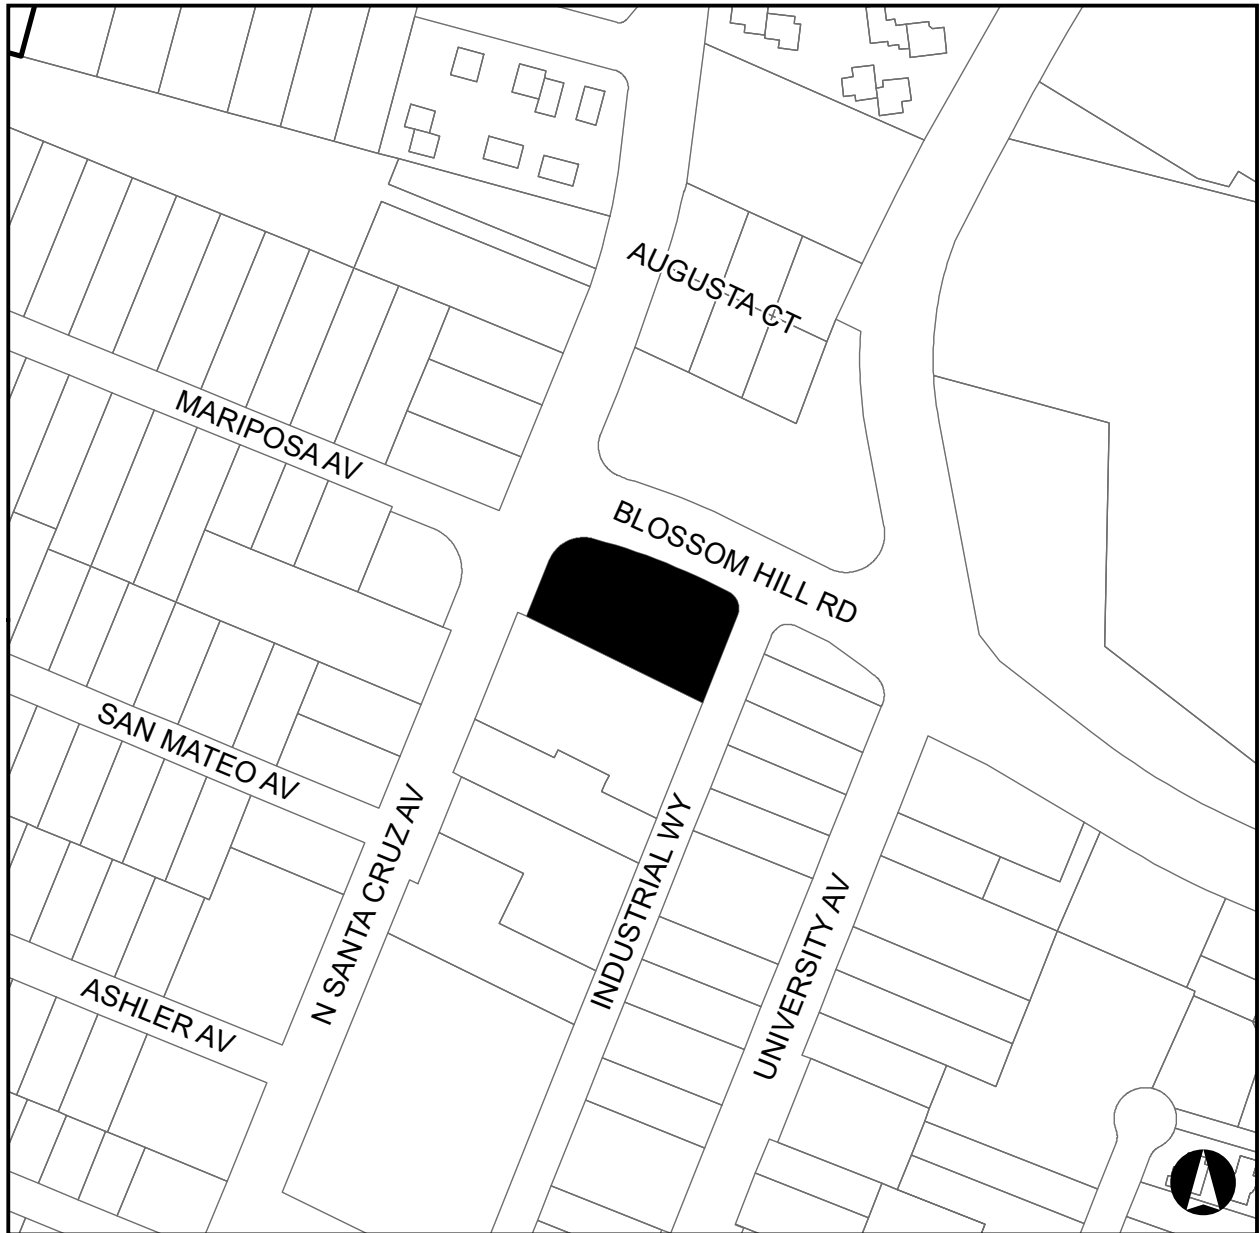 AUGUSTA CT
MARIPOSA AV
BLOSSOM HILL RD
SAN MATEO AV
N SANTA CRUZ AV
INDUSTRIAL WY
UNIVERSITY AV
ASHLER AV